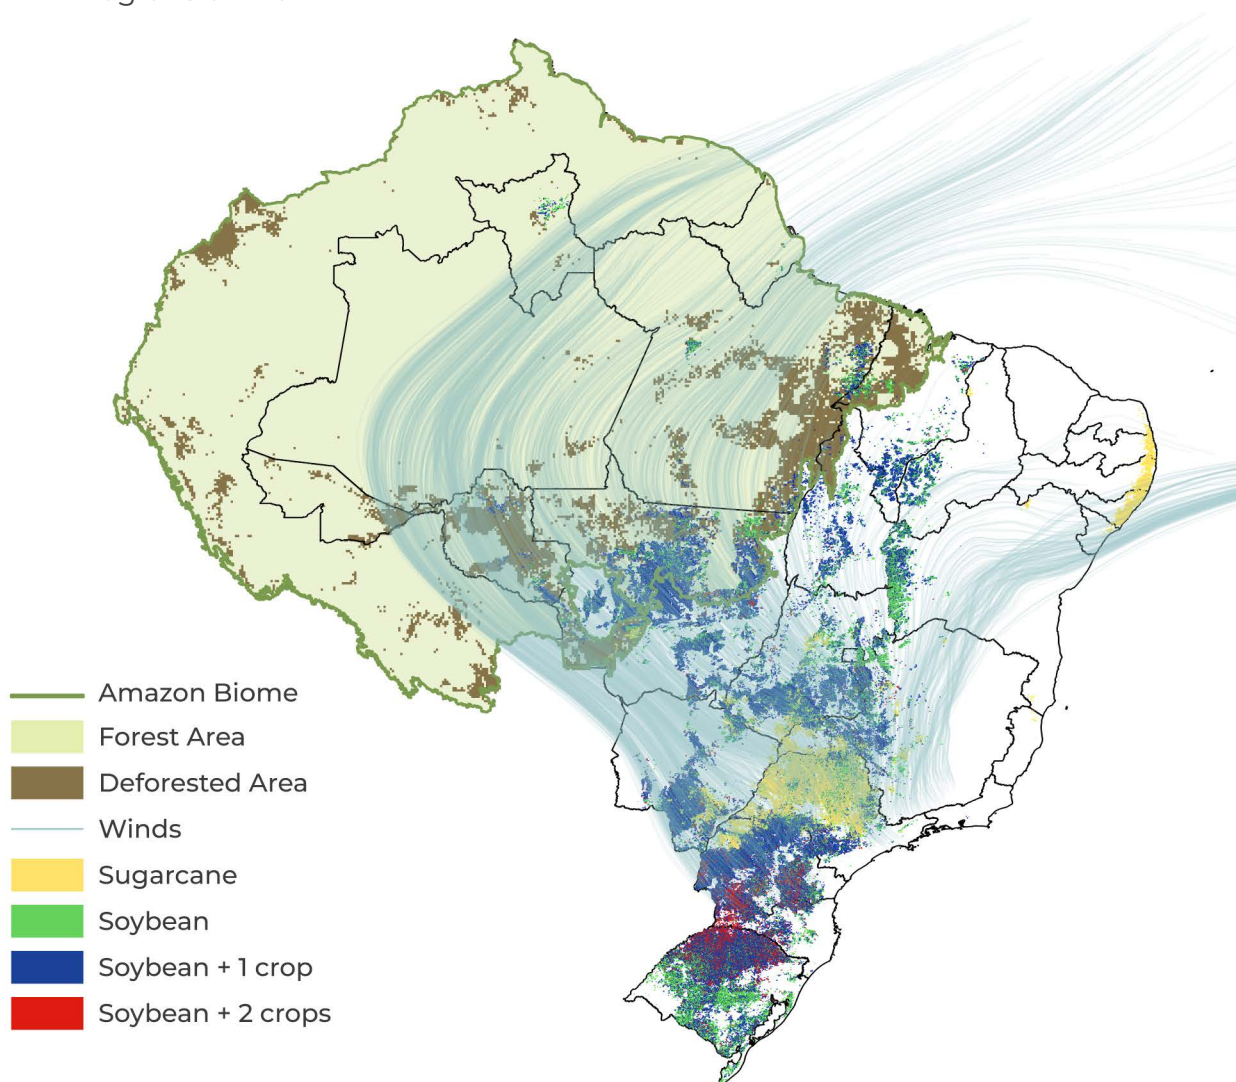 Amazon Biome
Forest Area
Deforested Area
Winds
Sugarcane
Soybean
Soybean + 1 crop
Soybean + 2 crops